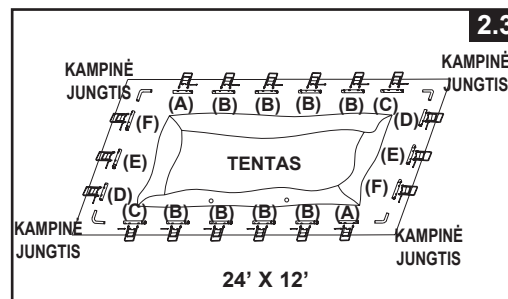 2.3
KAMPINĖ
JUNGTIS
KAMPINĖ
JUNGTIS
(A) (B) (B) (B) (B) (C)
(F) (D)
(E) TENTAS (E)
(D) (F)
(C) (B) (B) (B) (B) (A)
KAMPINĖ
JUNGTIS
KAMPINĖ
JUNGTIS
24’ X 12’